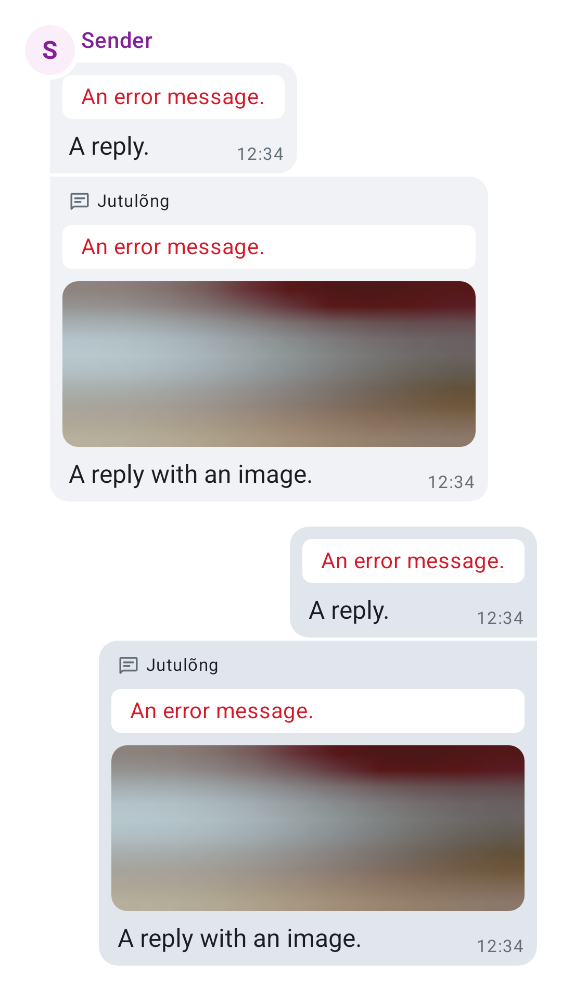 S Sender
An error message.
A reply. 12:34
Jutulõng
An error message.
A reply with an image. 12:34
An error message.
A reply. 12:34
Jutulõng
An error message.
A reply with an image. 12:34